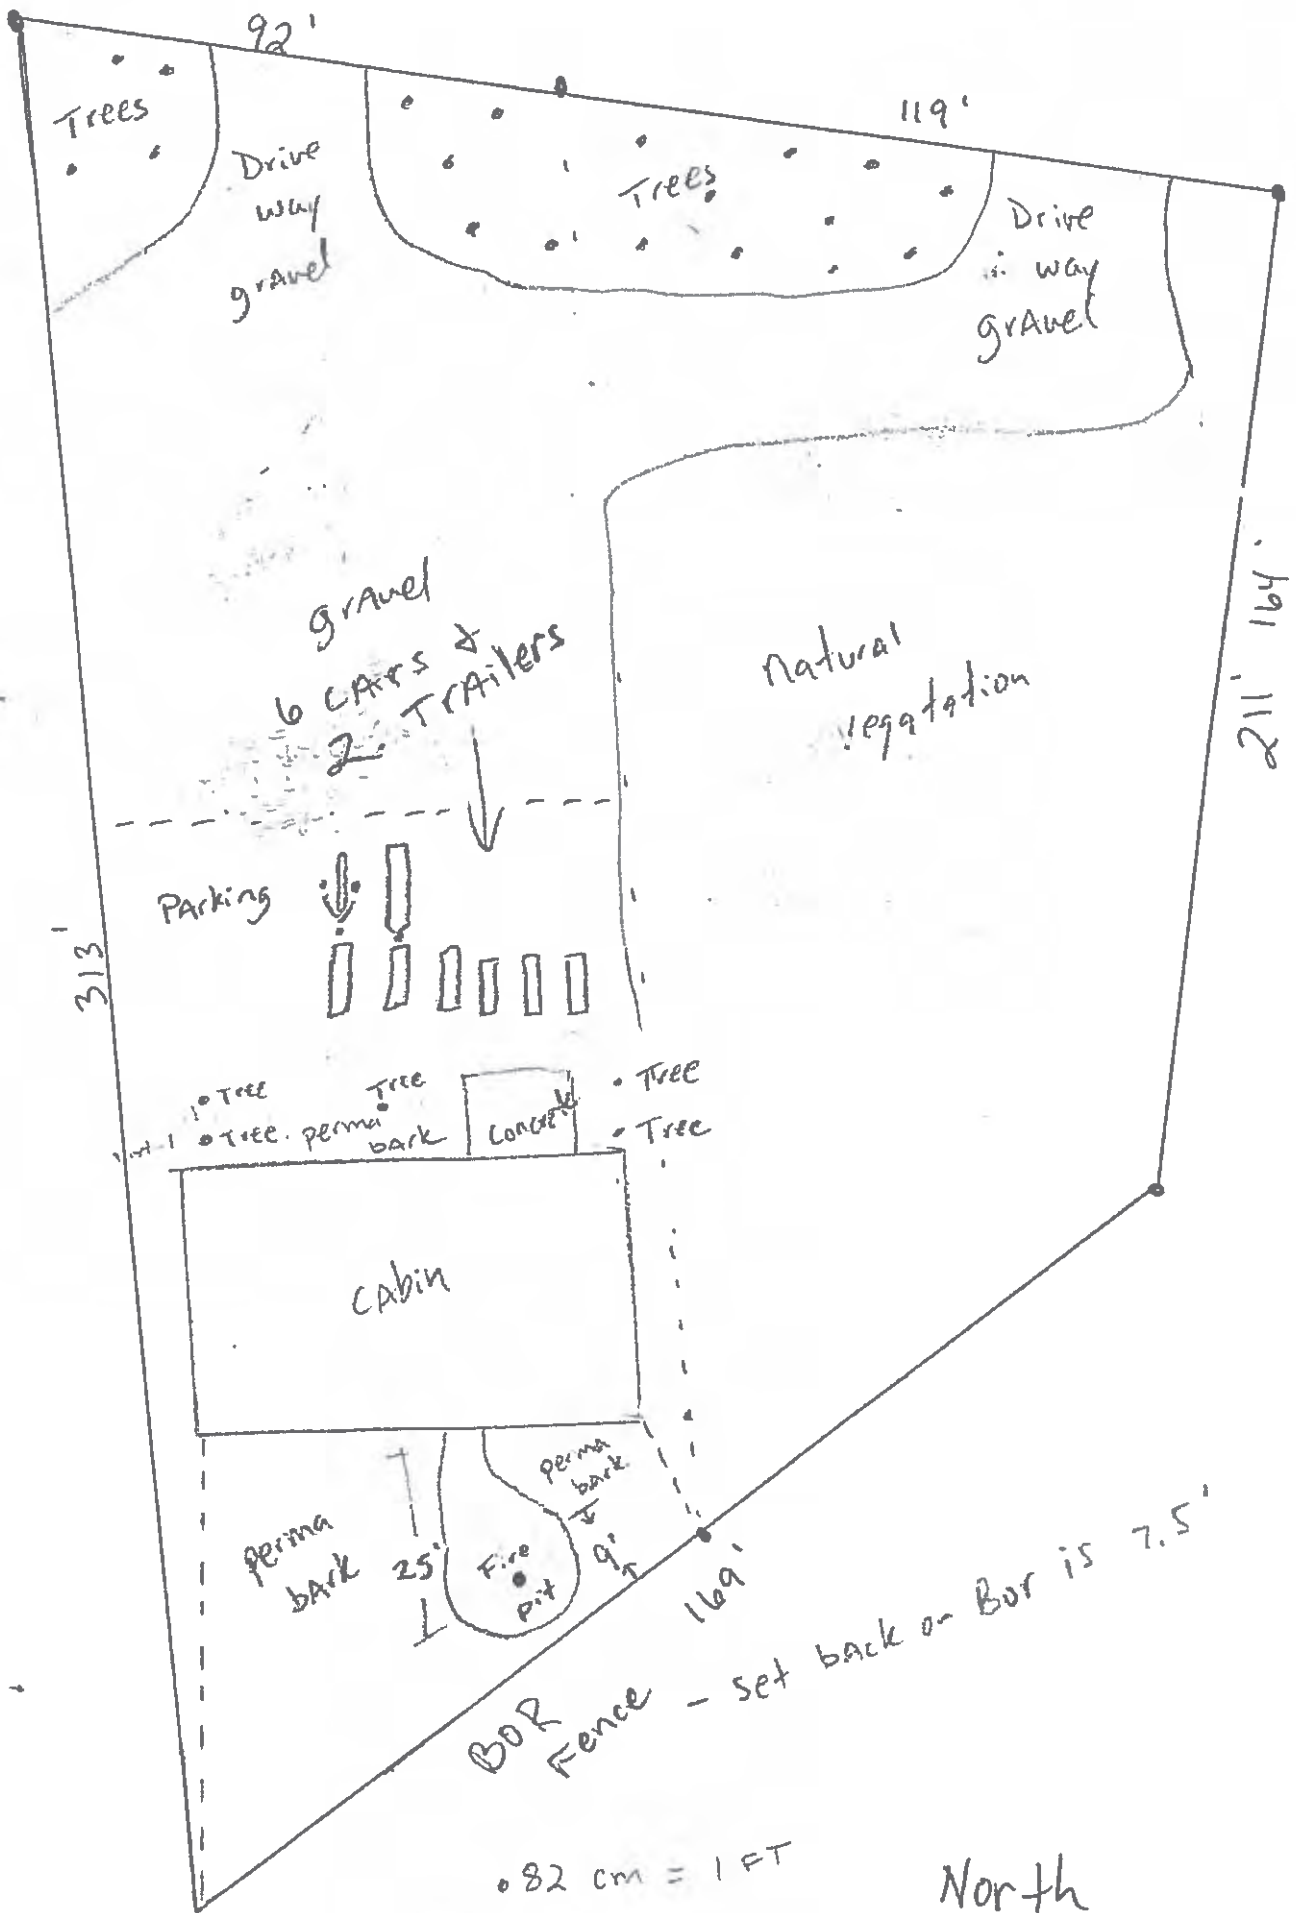 92'
119'
Trees
Drive
way
gravel
Trees
Drive
way
gravel
gravel
6 CArs &
2 TrAilers
natural
vegatation
211' 164'
PArking
313'
Tree
Tree
Tree
Tree
Tree
perma
bark
concrete
CAbin
perma
bark
perma
bArk
25'
Fire
pit
9'
169'
BOR
Fence - set back on Bor is 7.5'
.82 cm = 1 FT
North